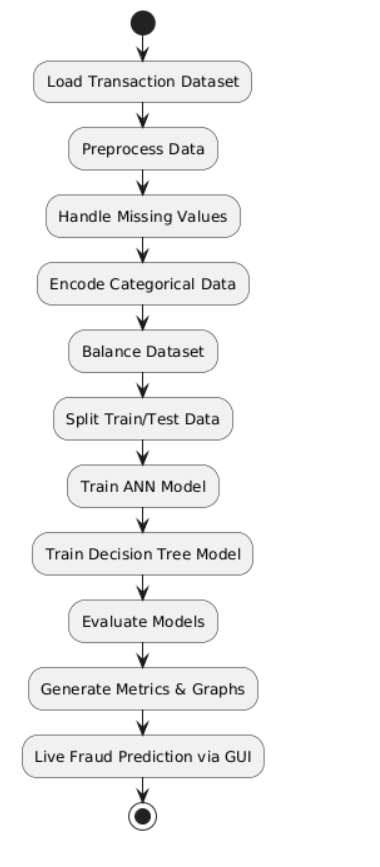 Load Transaction Dataset
Preprocess Data
Handle Missing Values
Encode Categorical Data
Balance Dataset
Split Train/Test Data
Train ANN Model
Train Decision Tree Model
Evaluate Models
Generate Metrics & Graphs
Live Fraud Prediction via GUI